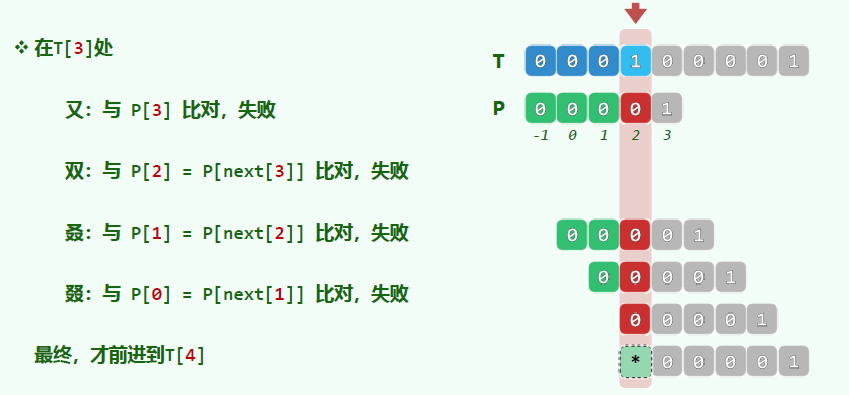 ❖ 在T[3]处
又：与 P[3] 比对，失败
双：与 P[2] = P[next[3]] 比对，失败
叒：与 P[1] = P[next[2]] 比对，失败
叕：与 P[0] = P[next[1]] 比对，失败
最终，才前进到T[4]
T 0 0 0 1 0 0 0 0 1
P 0 0 0 0 1
-1 0 1 2 3
0 0 0 0 1
0 0 0 0 1
0 0 0 0 1
* 0 0 0 0 1